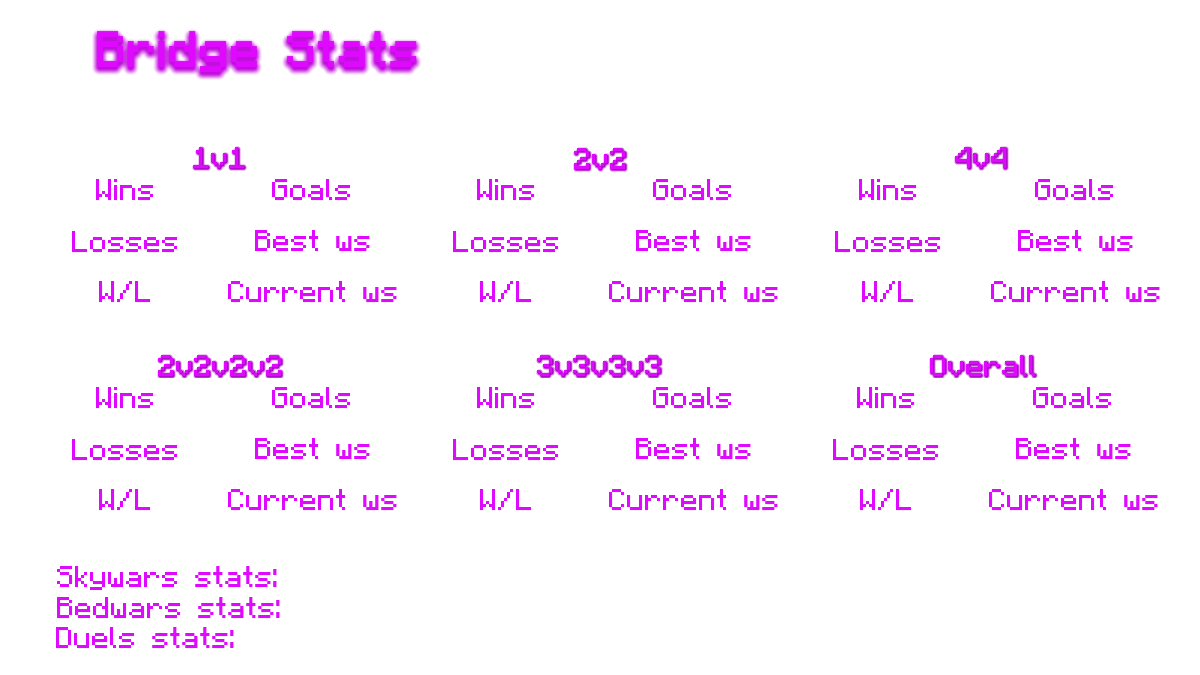 Bridge Stats
1v1 2v2 4v4
Wins Goals Wins Goals Wins Goals
Losses Best ws Losses Best ws Losses Best ws
W/L Current ws W/L Current ws W/L Current ws
2v2v2v2 3v3v3v3 Overall
Wins Goals Wins Goals Wins Goals
Losses Best ws Losses Best ws Losses Best ws
W/L Current ws W/L Current ws W/L Current ws
Skywars stats:
Bedwars stats:
Duels stats: